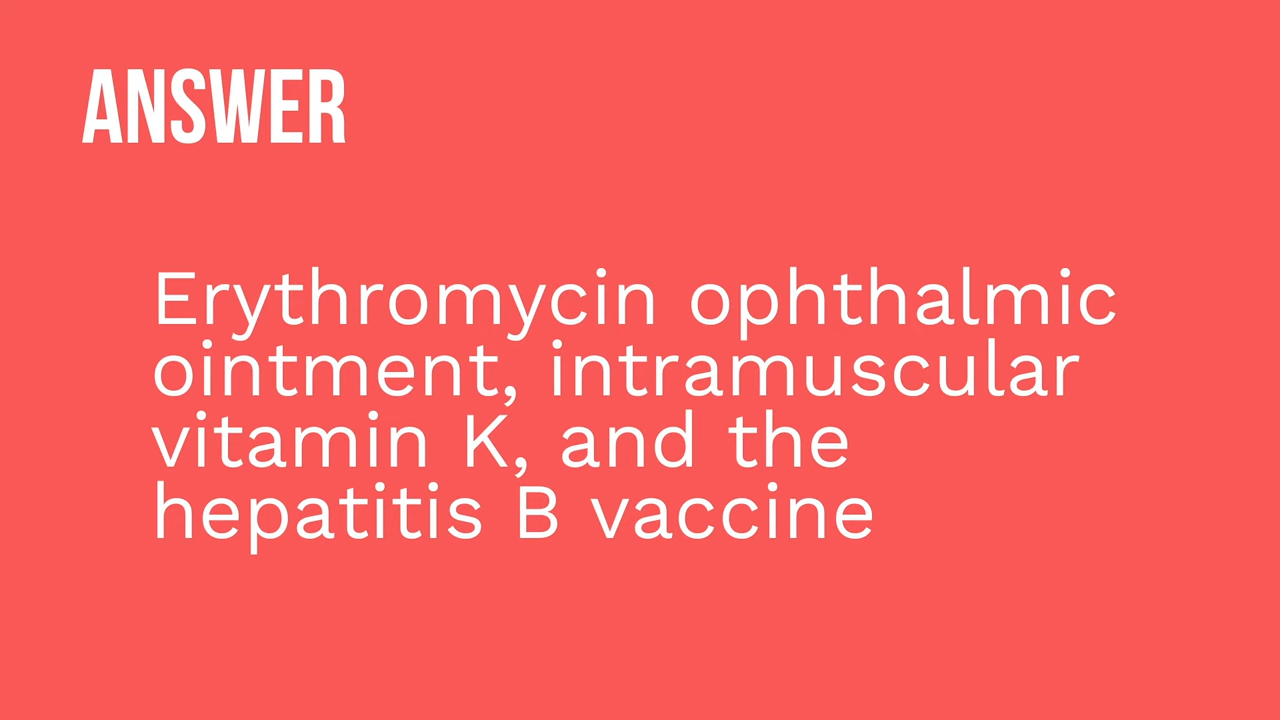 ANSWER
Erythromycin ophthalmic
ointment, intramuscular
vitamin K, and the
hepatitis B vaccine